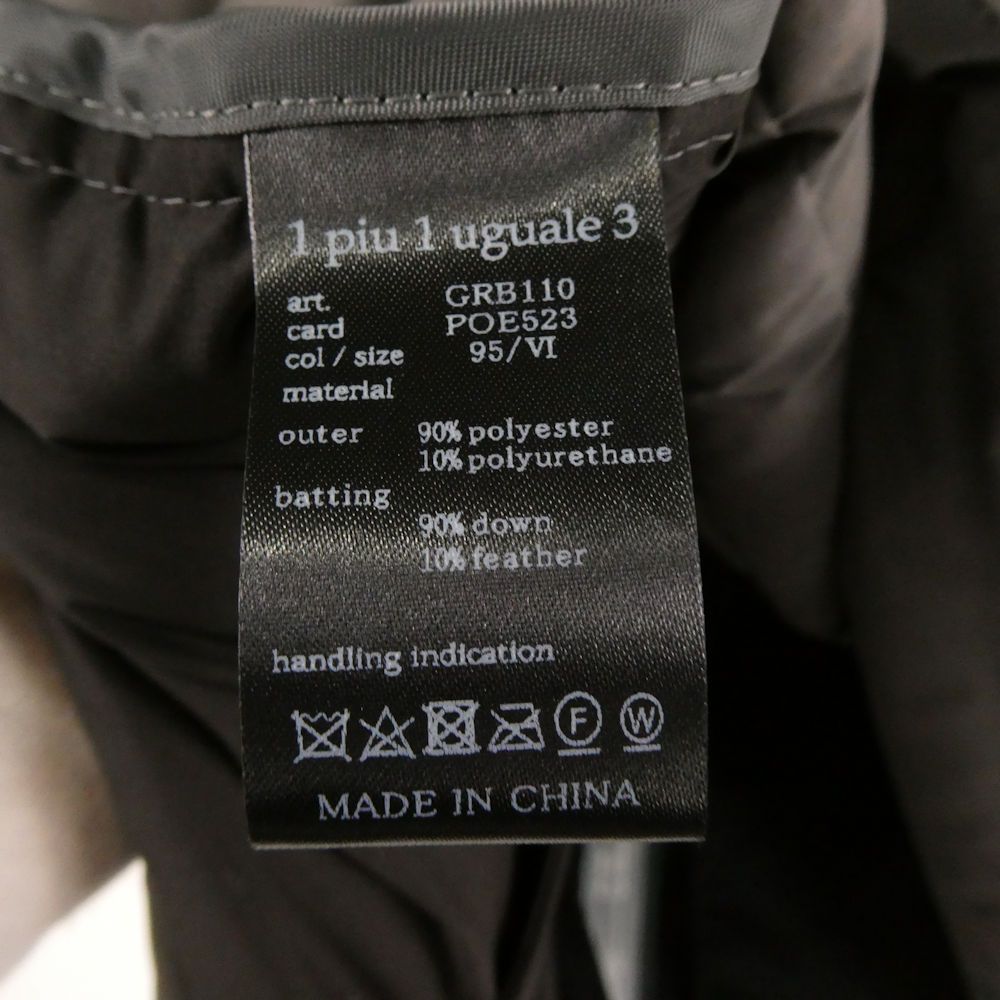 1 piu 1 uguale 3
art. GRB110
card POE523
col / size 95/VI
material
outer 90% polyester
10% polyurethane
batting
90% down
10% feather
handling indication
F W
MADE IN CHINA